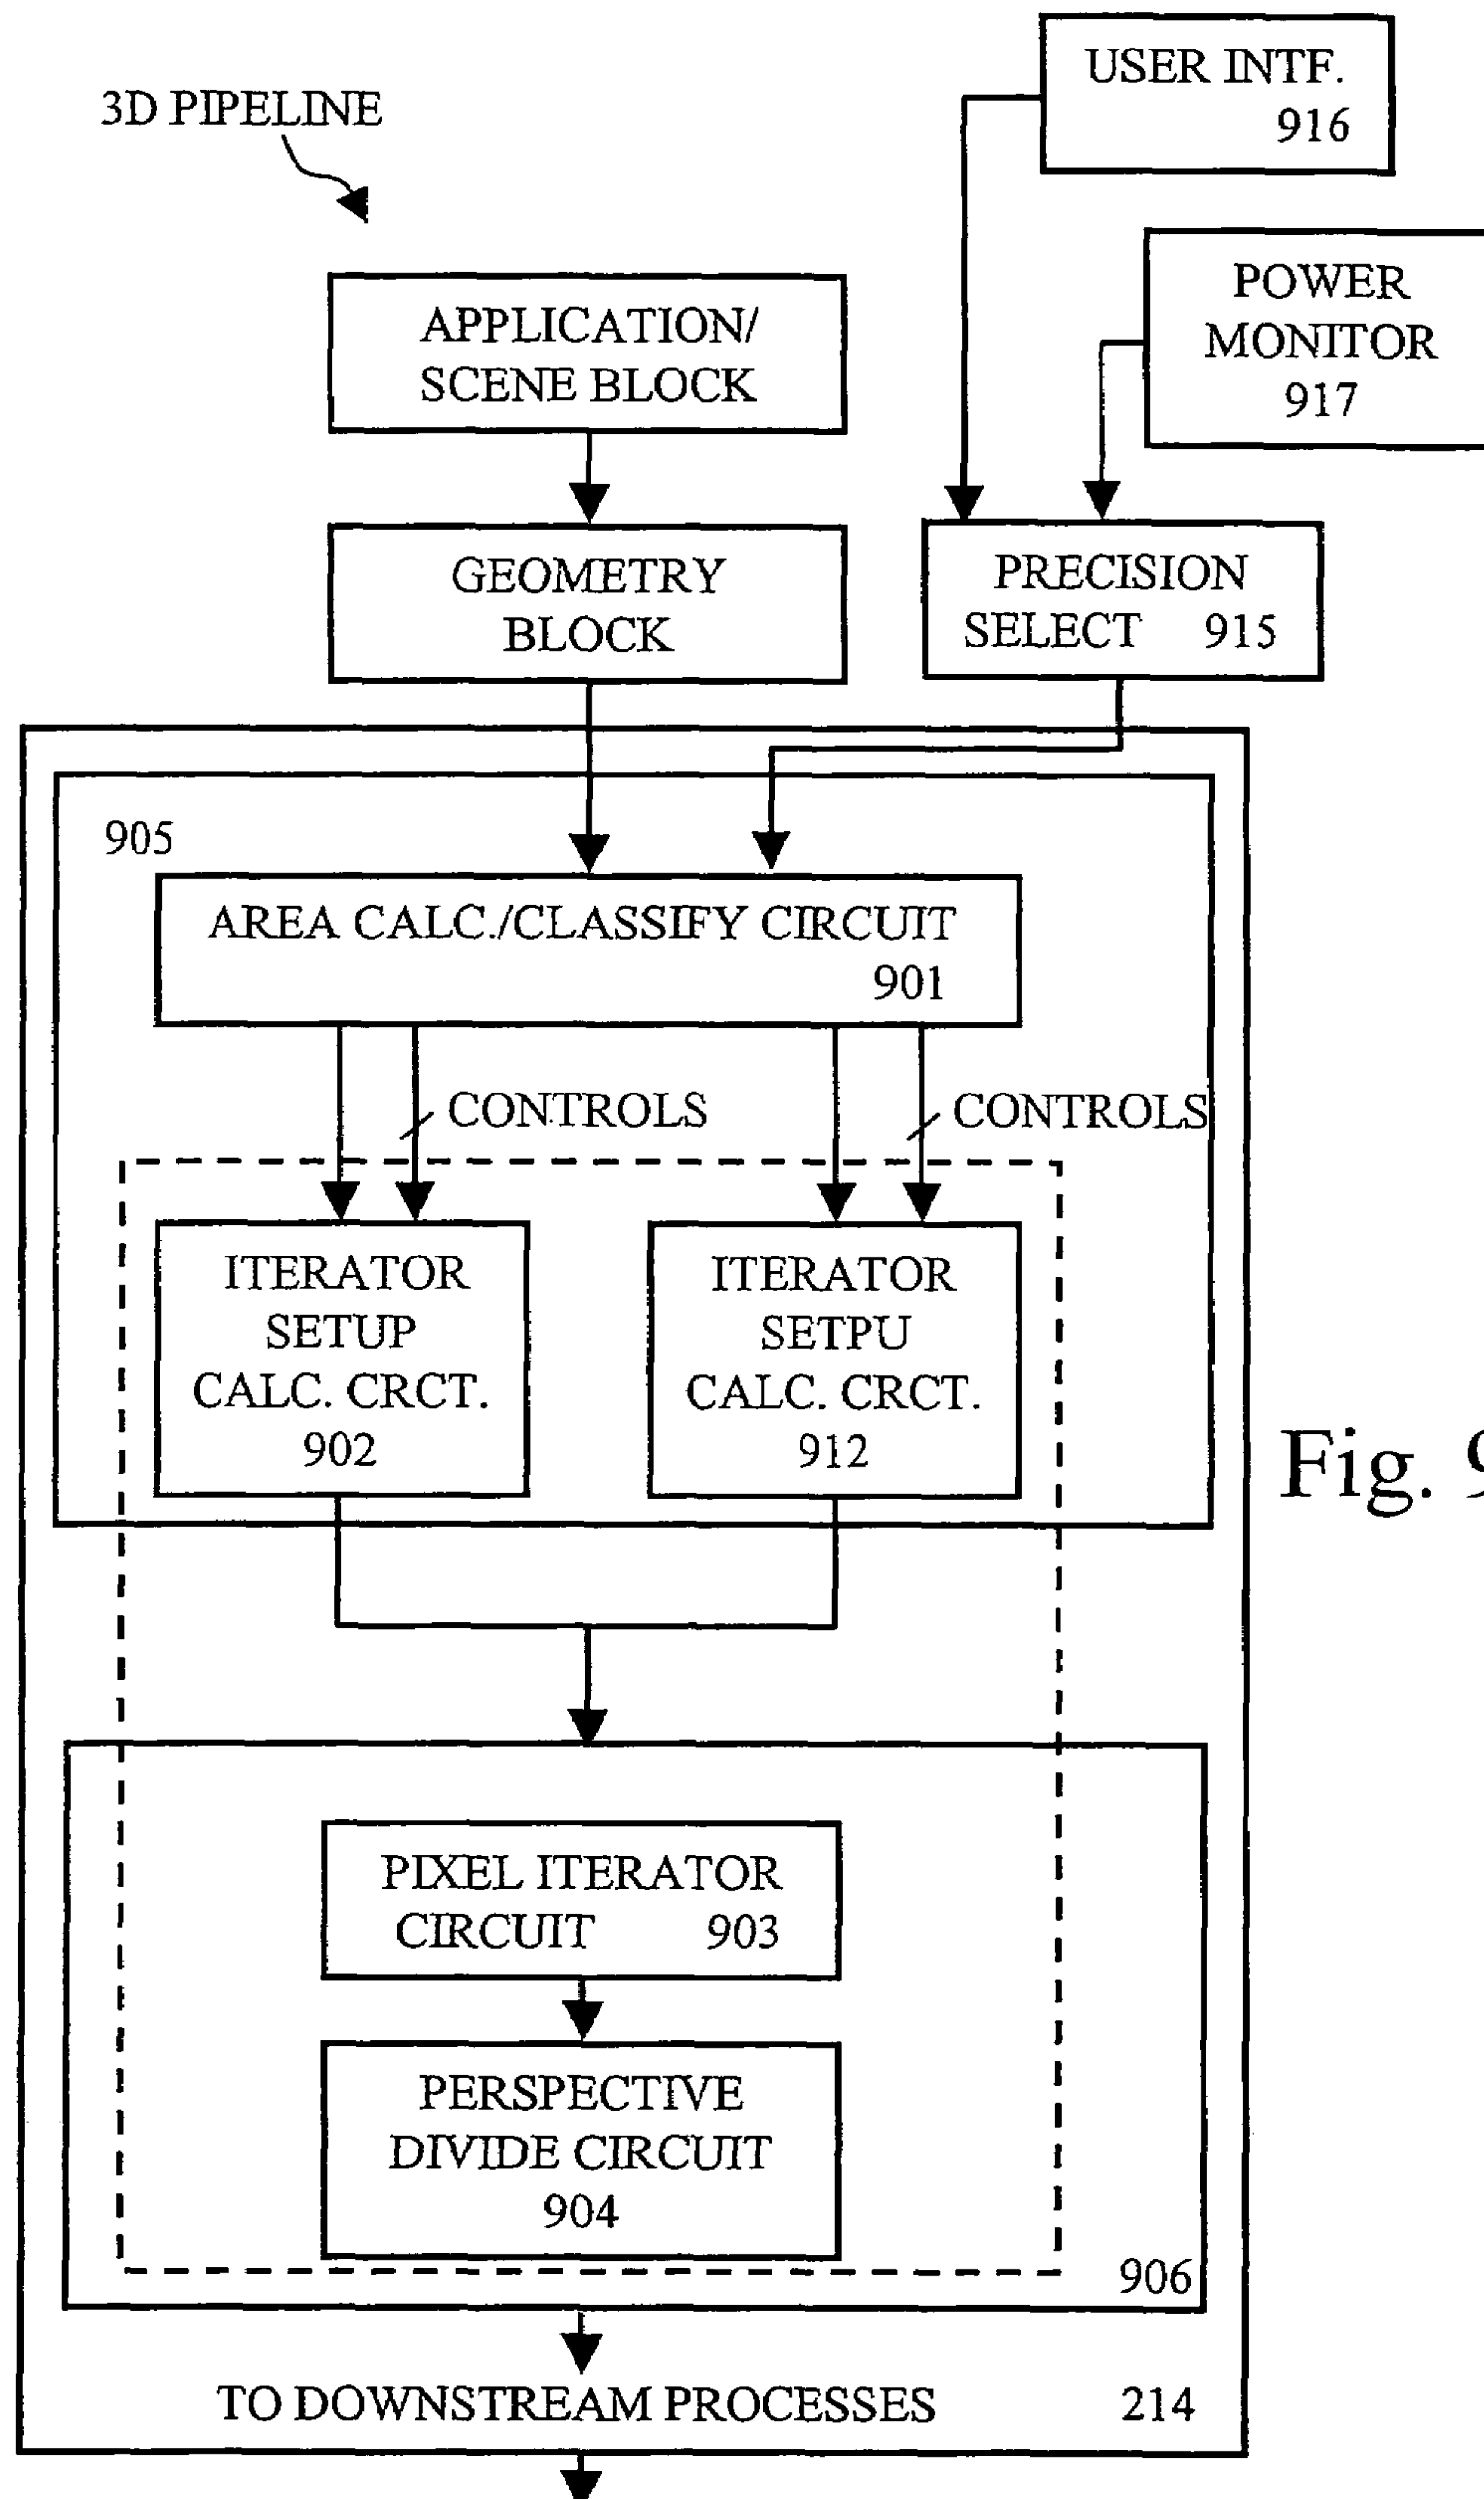 USER INTF.
916
3D PIPELINE
POWER
MONITOR
917
APPLICATION/
SCENE BLOCK
GEOMETRY
BLOCK
PRECISION
SELECT 915
905
AREA CALC./CLASSIFY CIRCUIT
901
CONTROLS
CONTROLS
ITERATOR
SETUP
CALC. CRCT.
902
ITERATOR
SETPU
CALC. CRCT.
912
Fig. 9
PIXEL ITERATOR
CIRCUIT 903
PERSPECTIVE
DIVIDE CIRCUIT
904
906
TO DOWNSTREAM PROCESSES 214